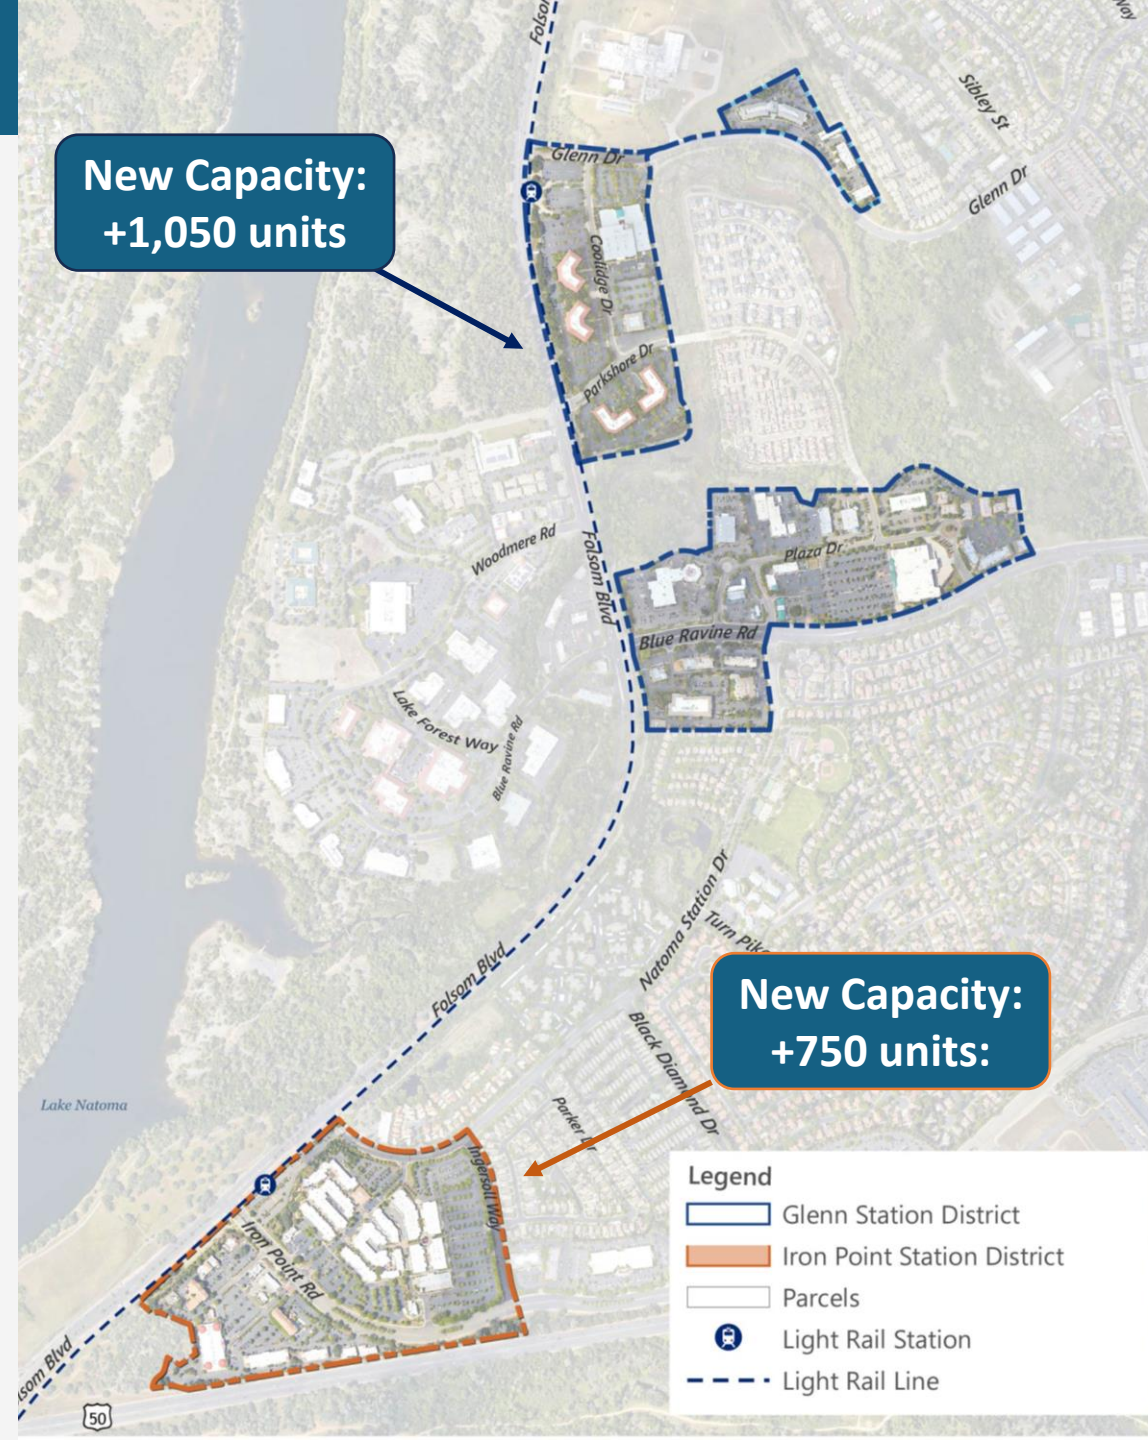 Folso
Way
Sibley St
New Capacity:
+1,050 units
Glenn Dr
Glenn Dr
Coolidge Dr
Parkshore Dr
Woodmere Rd
Folsom Blvd
Plaza Dr
Blue Ravine Rd
Lake Forest Way
Blue Ravine Rd
Natoma Station Dr
Turn Pike
Folsom Blvd
New Capacity:
+750 units:
Black Diamond Dr
Lake Natoma
Parker Dr
Ingersoll Way
Iron Point Rd
Legend
Glenn Station District
Iron Point Station District
Parcels
Light Rail Station
Light Rail Line
lsom Blvd
50